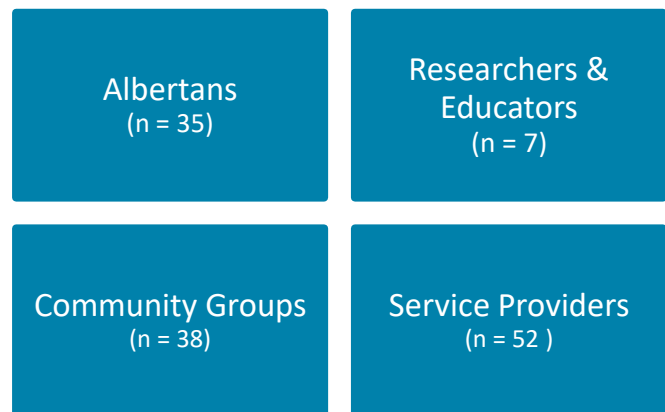 Albertans
(n = 35)
Researchers &
Educators
(n = 7)
Community Groups
(n = 38)
Service Providers
(n = 52 )